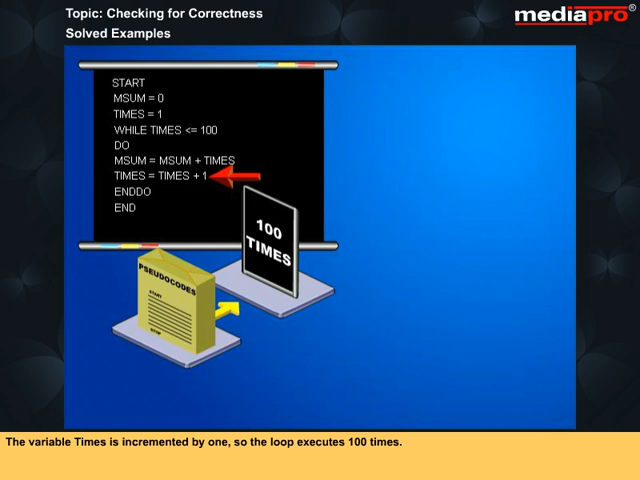 Topic: Checking for Correctness
Solved Examples
mediapro®
START
MSUM = 0
TIMES = 1
WHILE TIMES <= 100
DO
MSUM = MSUM + TIMES
TIMES = TIMES + 1
ENDDO
END
100
TIMES
PSEUDOCODES
START
STOP
The variable Times is incremented by one, so the loop executes 100 times.